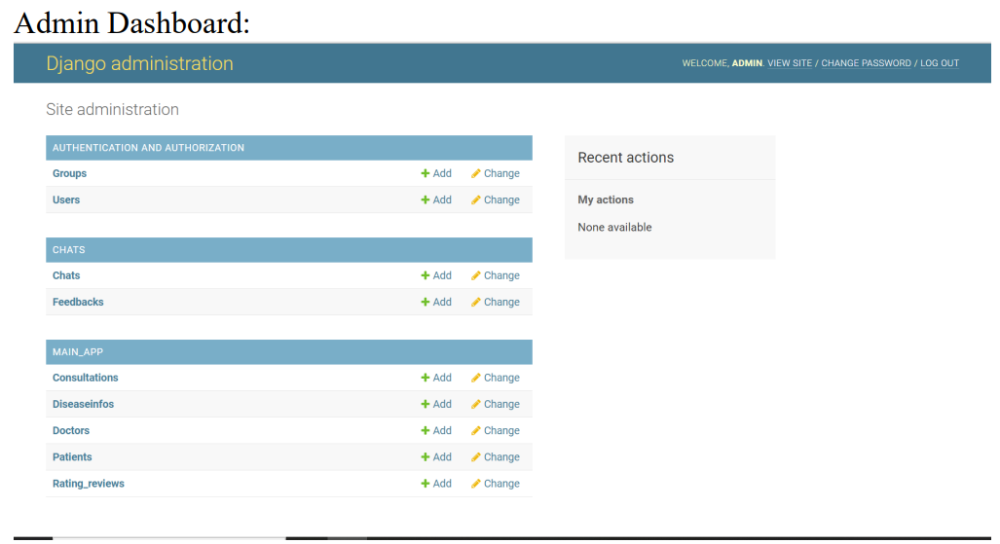 Admin Dashboard:
Django administration
WELCOME, ADMIN. VIEW SITE / CHANGE PASSWORD / LOG OUT
Site administration
AUTHENTICATION AND AUTHORIZATION
Groups Add Change
Users Add Change
CHATS
Chats Add Change
Feedbacks Add Change
MAIN_APP
Consultations Add Change
Diseaseinfos Add Change
Doctors Add Change
Patients Add Change
Rating_reviews Add Change
Recent actions
My actions
None available